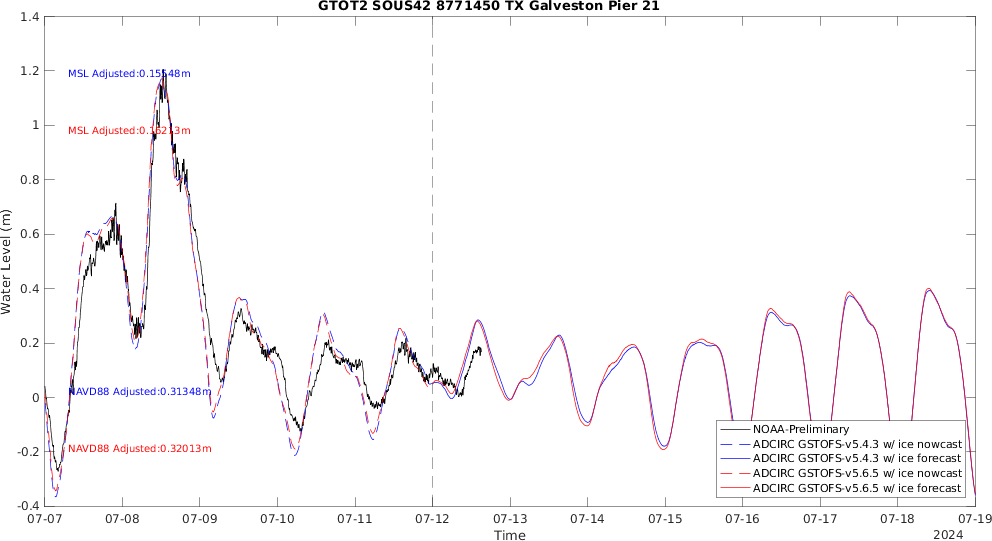 GTOT2 SOUS42 8771450 TX Galveston Pier 21
1.4
1.2
1
0.8
0.6
0.4
0.2
0
-0.2
-0.4
Water Level (m)
MSL Adjusted:0.15548m
MSL Adjusted:0.16213m
NAVD88 Adjusted:0.31348m
NAVD88 Adjusted:0.32013m
NOAA-Preliminary
ADCIRC GSTOFS-v5.4.3 w/ ice nowcast
ADCIRC GSTOFS-v5.4.3 w/ ice forecast
ADCIRC GSTOFS-v5.6.5 w/ ice nowcast
ADCIRC GSTOFS-v5.6.5 w/ ice forecast
07-07 07-08 07-09 07-10 07-11 07-12 07-13 07-14 07-15 07-16 07-17 07-18 07-19
Time
2024